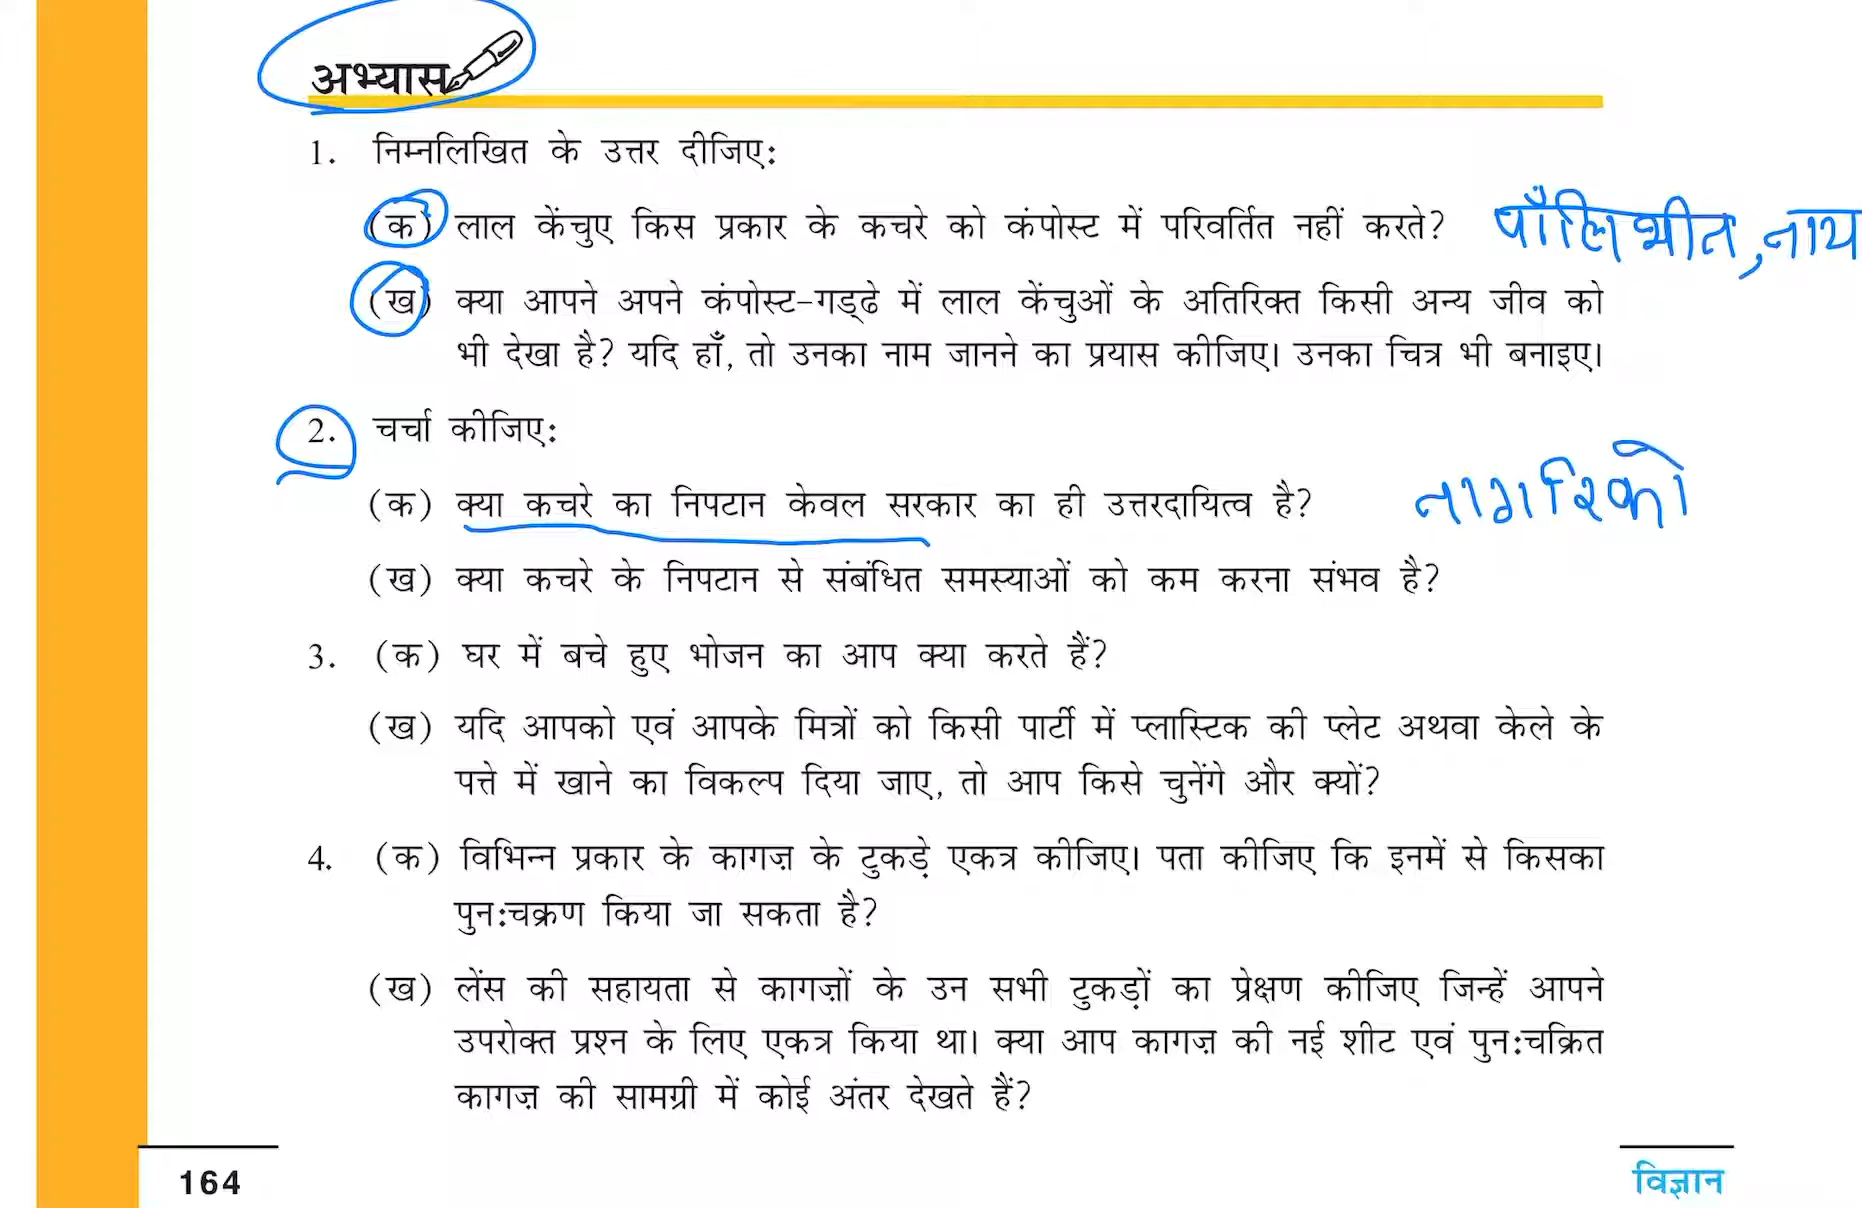 अभ्यास
1. निम्नलिखित के उत्तर दीजिए:
(क) लाल केंचुए किस प्रकार के कचरे को कंपोस्ट में परिवर्तित नहीं करते? पॉलिथीन, नाय
(ख) क्या आपने अपने कंपोस्ट-गड्ढे में लाल केंचुओं के अतिरिक्त किसी अन्य जीव को
भी देखा है? यदि हाँ, तो उनका नाम जानने का प्रयास कीजिए। उनका चित्र भी बनाइए।
2. चर्चा कीजिए:
(क) क्या कचरे का निपटान केवल सरकार का ही उत्तरदायित्व है? नागरिको
(ख) क्या कचरे के निपटान से संबंधित समस्याओं को कम करना संभव है?
3. (क) घर में बचे हुए भोजन का आप क्या करते हैं?
(ख) यदि आपको एवं आपके मित्रों को किसी पार्टी में प्लास्टिक की प्लेट अथवा केले के
पत्ते में खाने का विकल्प दिया जाए, तो आप किसे चुनेंगे और क्यों?
4. (क) विभिन्न प्रकार के कागज़ के टुकड़े एकत्र कीजिए। पता कीजिए कि इनमें से किसका
पुन:चक्रण किया जा सकता है?
(ख) लेंस की सहायता से कागज़ों के उन सभी टुकड़ों का प्रेक्षण कीजिए जिन्हें आपने
उपरोक्त प्रश्न के लिए एकत्र किया था। क्या आप कागज़ की नई शीट एवं पुन:चक्रित
कागज़ की सामग्री में कोई अंतर देखते हैं?
164
विज्ञान